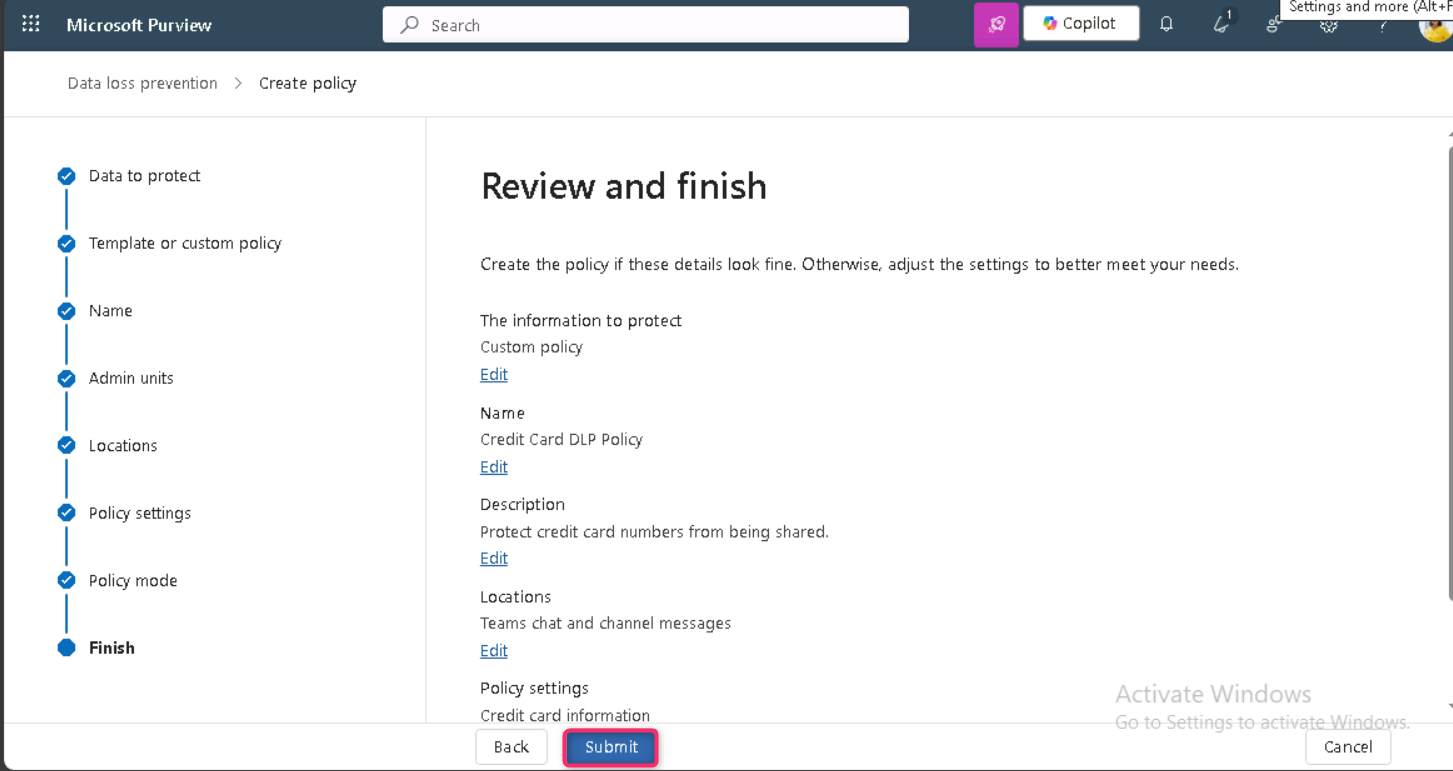 Microsoft Purview
Search
Copilot
1
Settings and more (Alt+F
?
Data loss prevention > Create policy
Data to protect
Template or custom policy
Name
Admin units
Locations
Policy settings
Policy mode
Finish
Review and finish
Create the policy if these details look fine. Otherwise, adjust the settings to better meet your needs.
The information to protect
Custom policy
Edit
Name
Credit Card DLP Policy
Edit
Description
Protect credit card numbers from being shared.
Edit
Locations
Teams chat and channel messages
Edit
Policy settings
Credit card information
Activate Windows
Go to Settings to activate Windows.
Back
Submit
Cancel